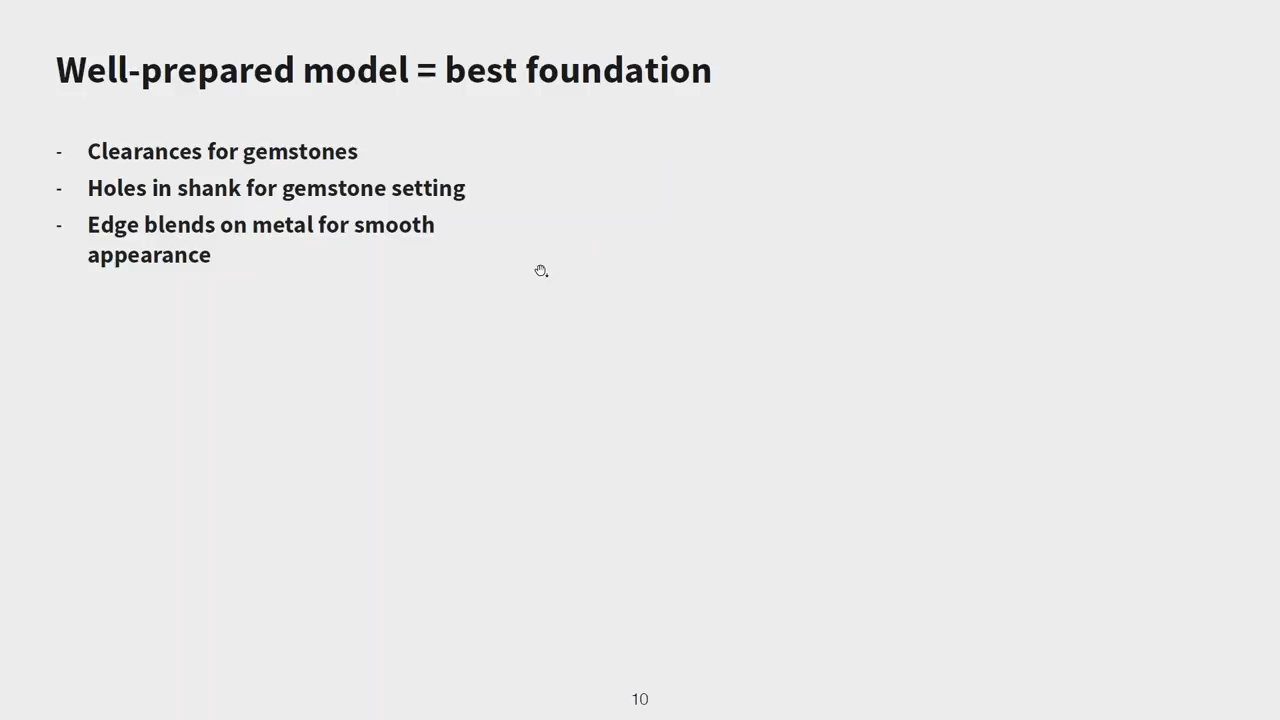 Well-prepared model = best foundation
- Clearances for gemstones
- Holes in shank for gemstone setting
- Edge blends on metal for smooth
appearance
10